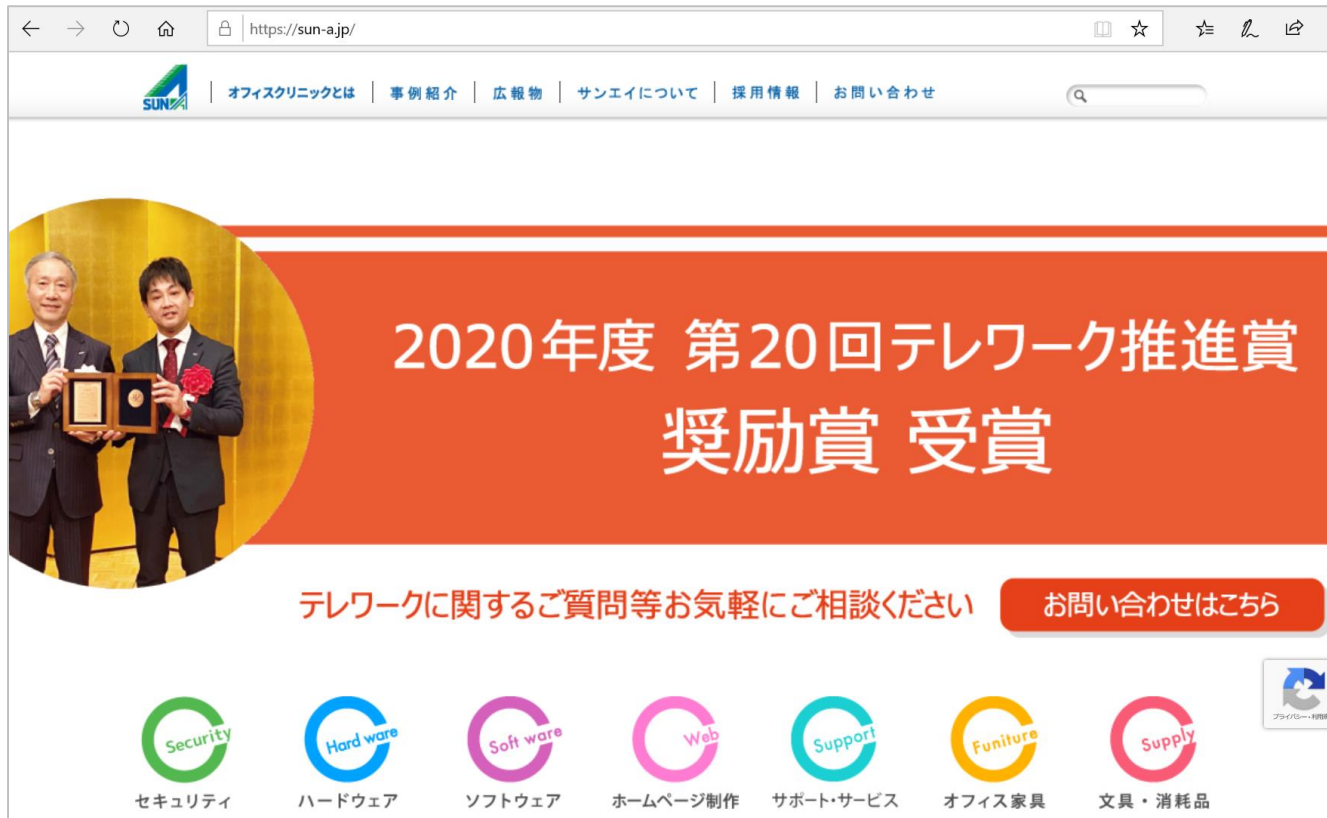 https://sun-a.jp/
SUN-A
オフィスクリニックとは
事例紹介
広報物
サンエイについて
採用情報
お問い合わせ
2020年度 第20回テレワーク推進賞
奨励賞 受賞
テレワークに関するご質問等お気軽にご相談ください
お問い合わせはこちら
Security
Hard ware
Soft ware
Web
Support
Funiture
Supply
セキュリティ
ハードウェア
ソフトウェア
ホームページ制作
サポート・サービス
オフィス家具
文具・消耗品